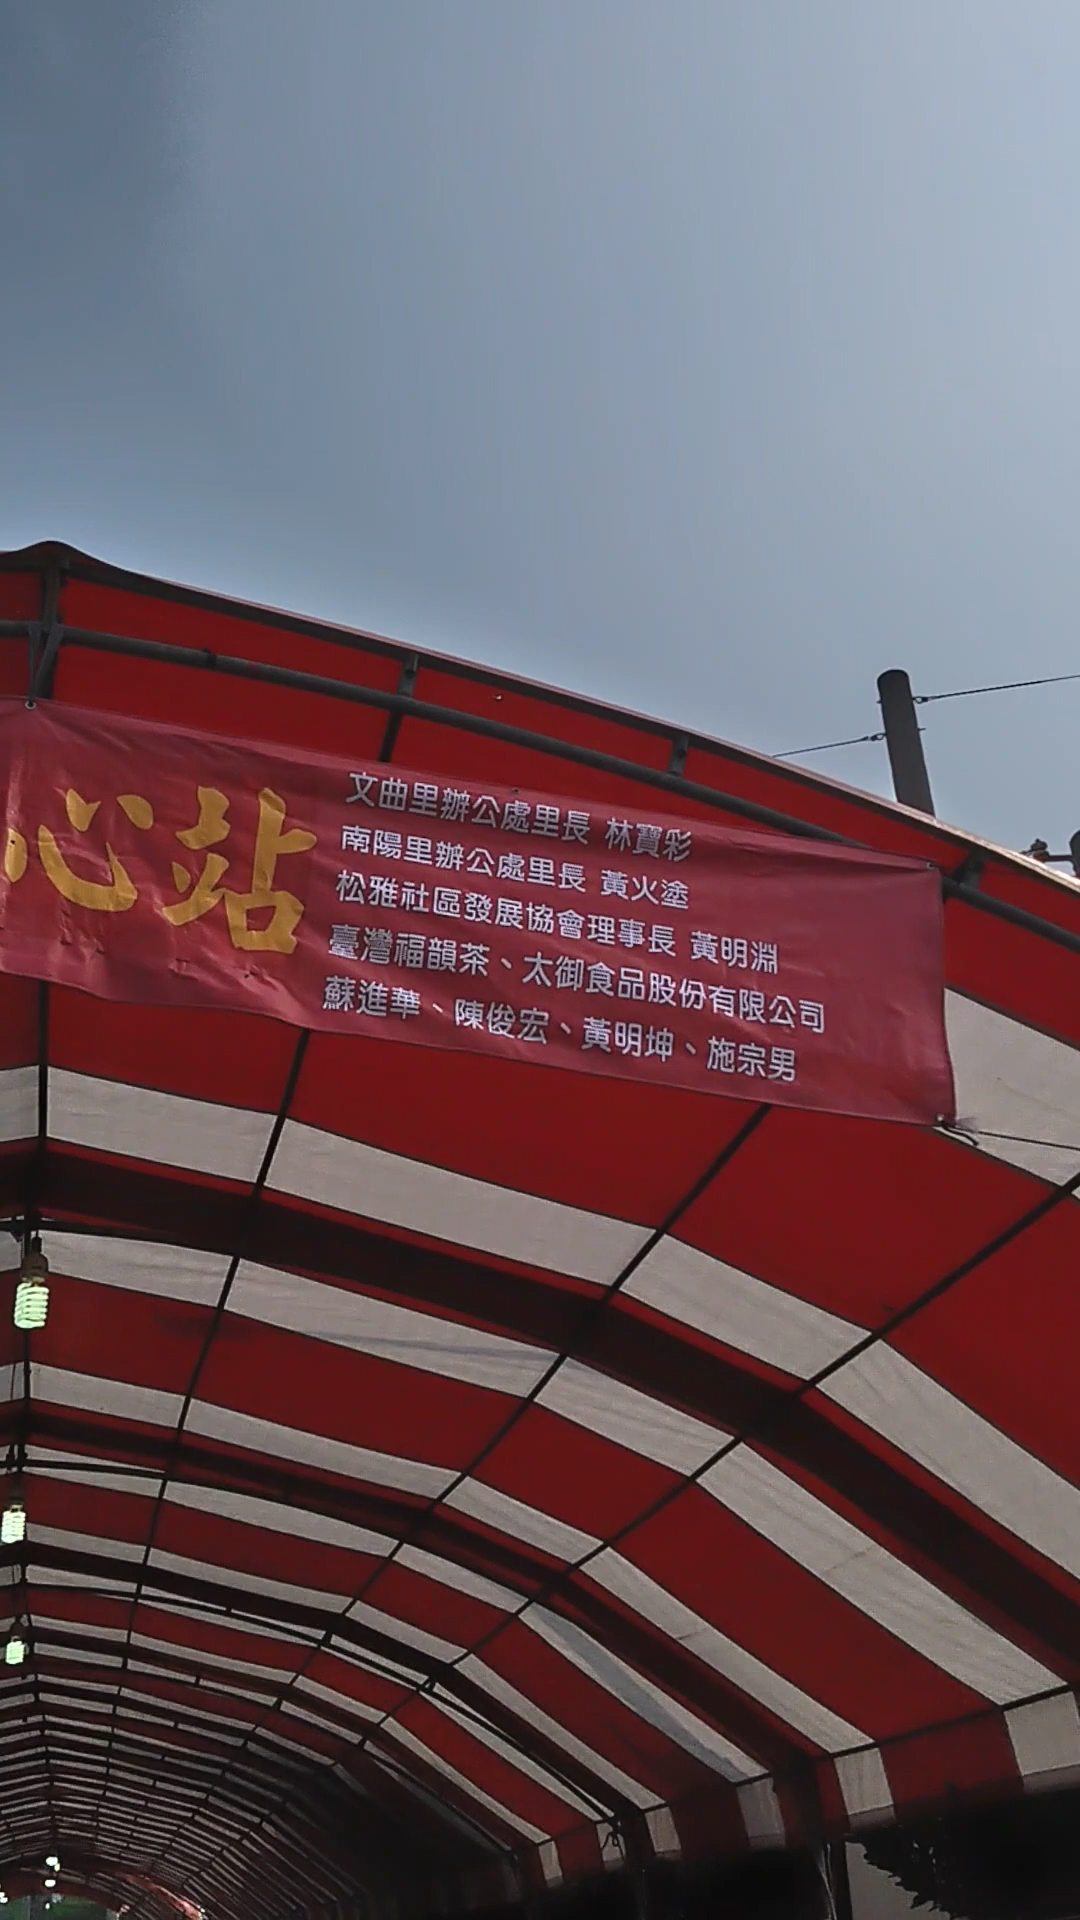 心站
文曲里辦公處里長 林寶彩
南陽里辦公處里長 黃火塗
松雅社區發展協會理事長 黃明淵
臺灣福韻茶、太御食品股份有限公司
蘇進華、陳俊宏、黃明坤、施宗男